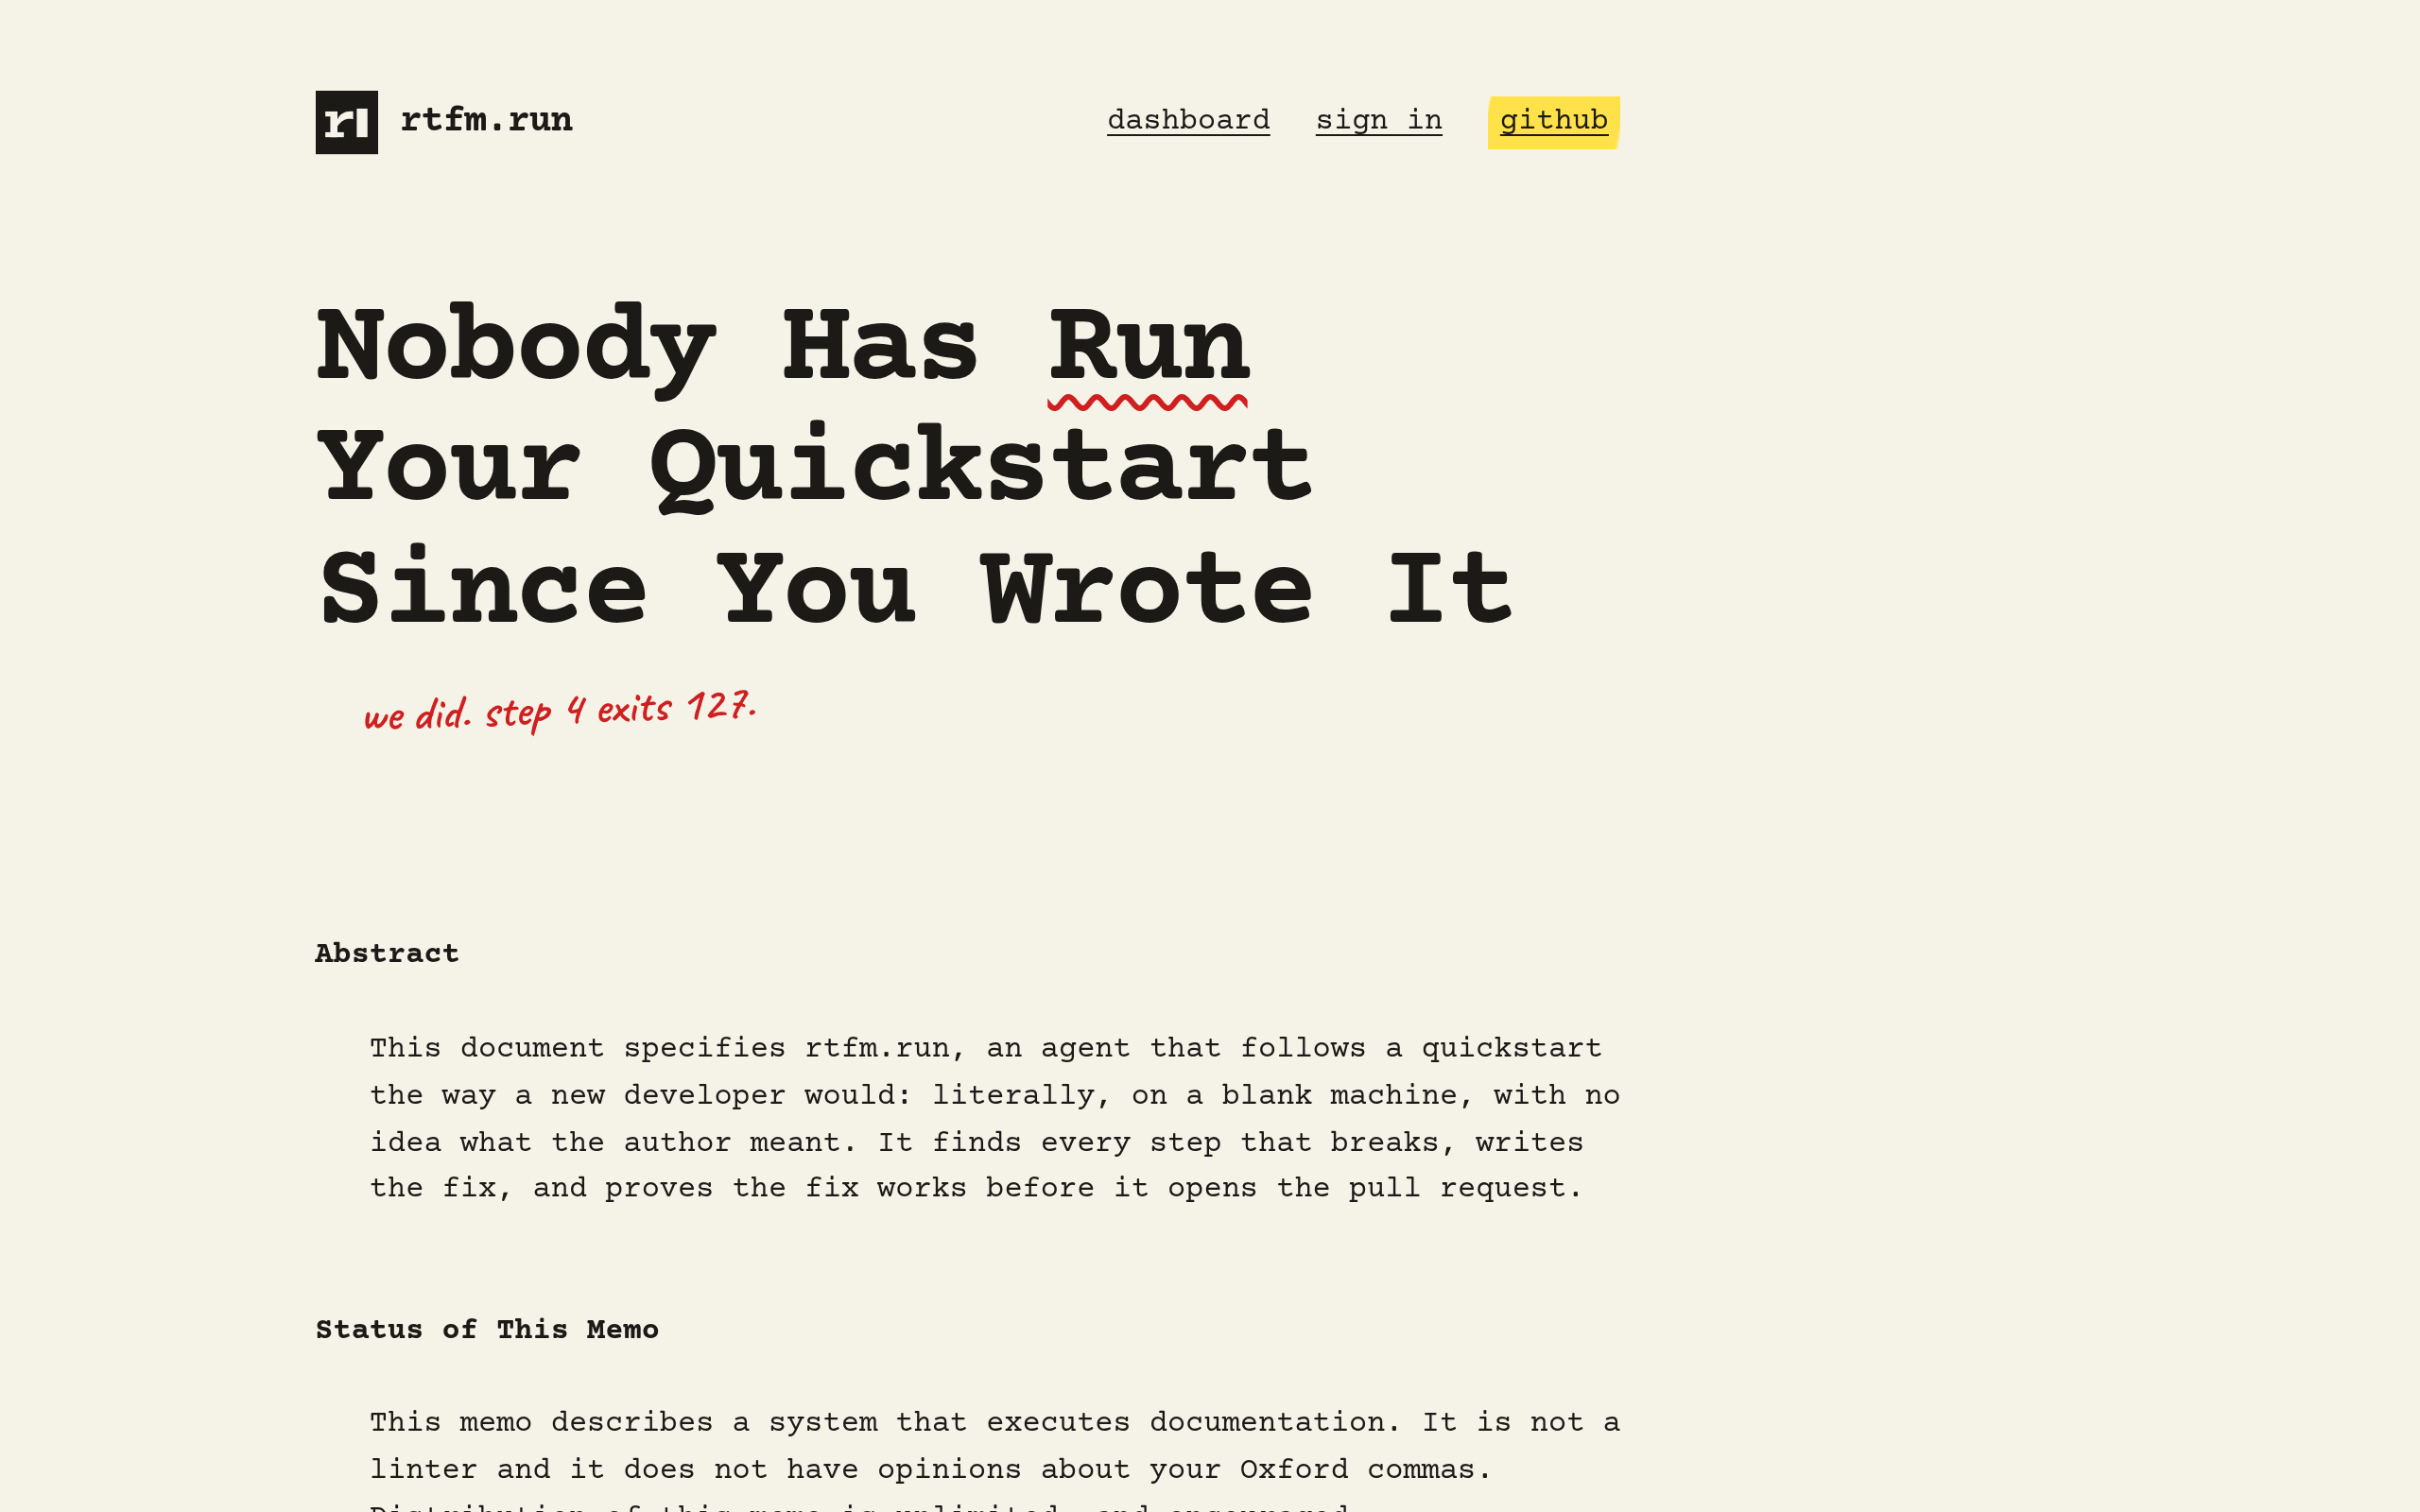 rtfm.run
dashboard sign in github
Nobody Has Run
Your Quickstart
Since You Wrote It
we did. step 4 exits 127.
Abstract
This document specifies rtfm.run, an agent that follows a quickstart
the way a new developer would: literally, on a blank machine, with no
idea what the author meant. It finds every step that breaks, writes
the fix, and proves the fix works before it opens the pull request.
Status of This Memo
This memo describes a system that executes documentation. It is not a
linter and it does not have opinions about your Oxford commas.